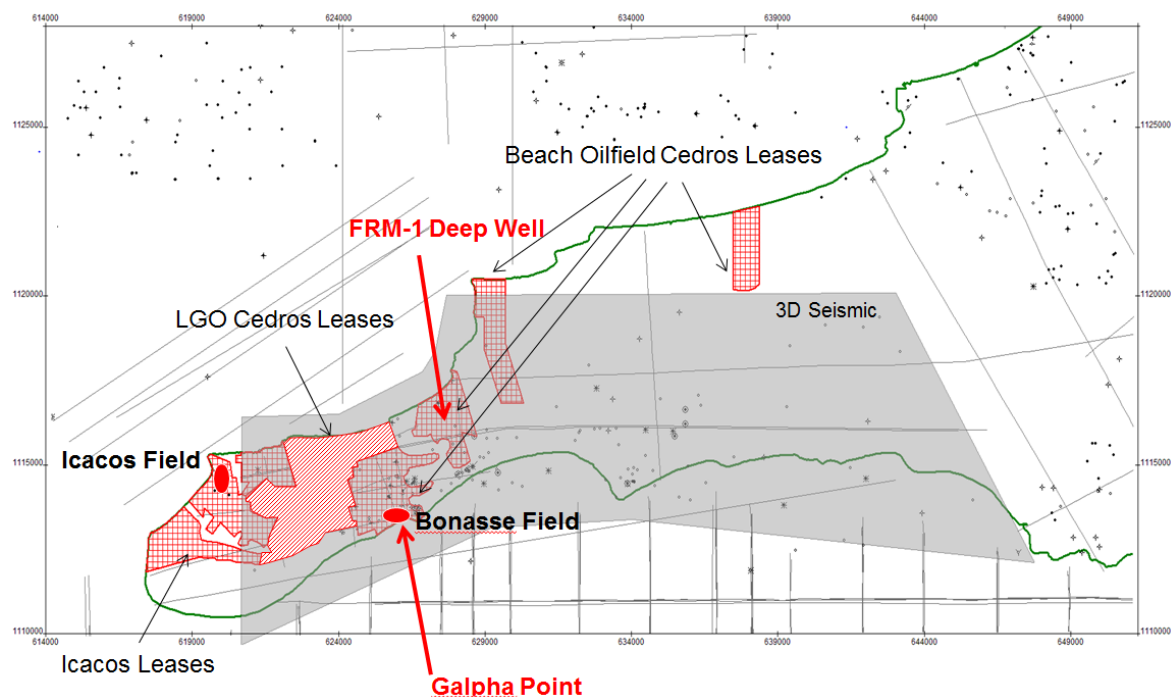 614000 619000 624000 629000 634000 639000 644000 649000
1125000 1125000
Beach Oilfield Cedros Leases
FRM-1 Deep Well
1120000 1120000
LGO Cedros Leases
3D Seismic
Icacos Field
1115000 1115000
Bonasse Field
1110000 1110000
614000 619000 624000 629000 634000 639000 644000 649000
Icacos Leases
Galpha Point